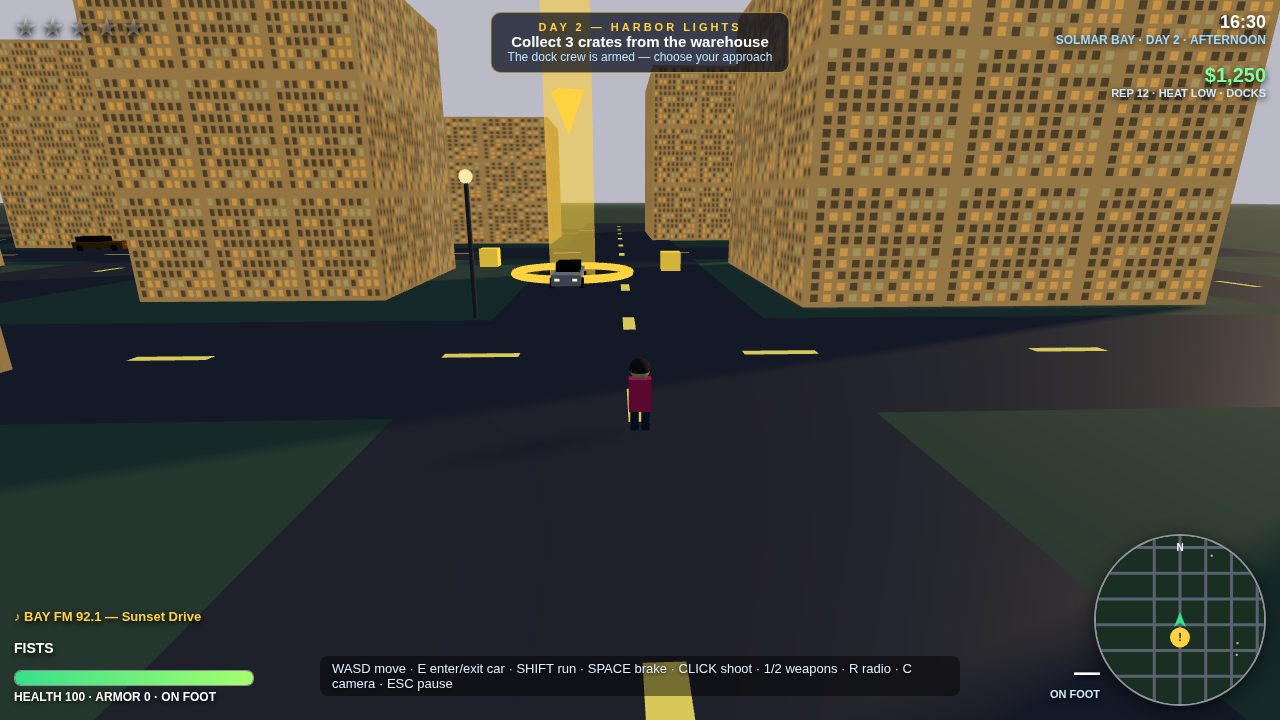 ★ ★ ★ ★ ★
DAY 2 — HARBOR LIGHTS
Collect 3 crates from the warehouse
The dock crew is armed — choose your approach
16:30
SOLMAR BAY · DAY 2 · AFTERNOON
$1,250
REP 12 · HEAT LOW · DOCKS
♪ BAY FM 92.1 — Sunset Drive
FISTS
HEALTH 100 · ARMOR 0 · ON FOOT
WASD move · E enter/exit car · SHIFT run · SPACE brake · CLICK shoot · 1/2 weapons · R radio · C
camera · ESC pause
N
!
—
ON FOOT